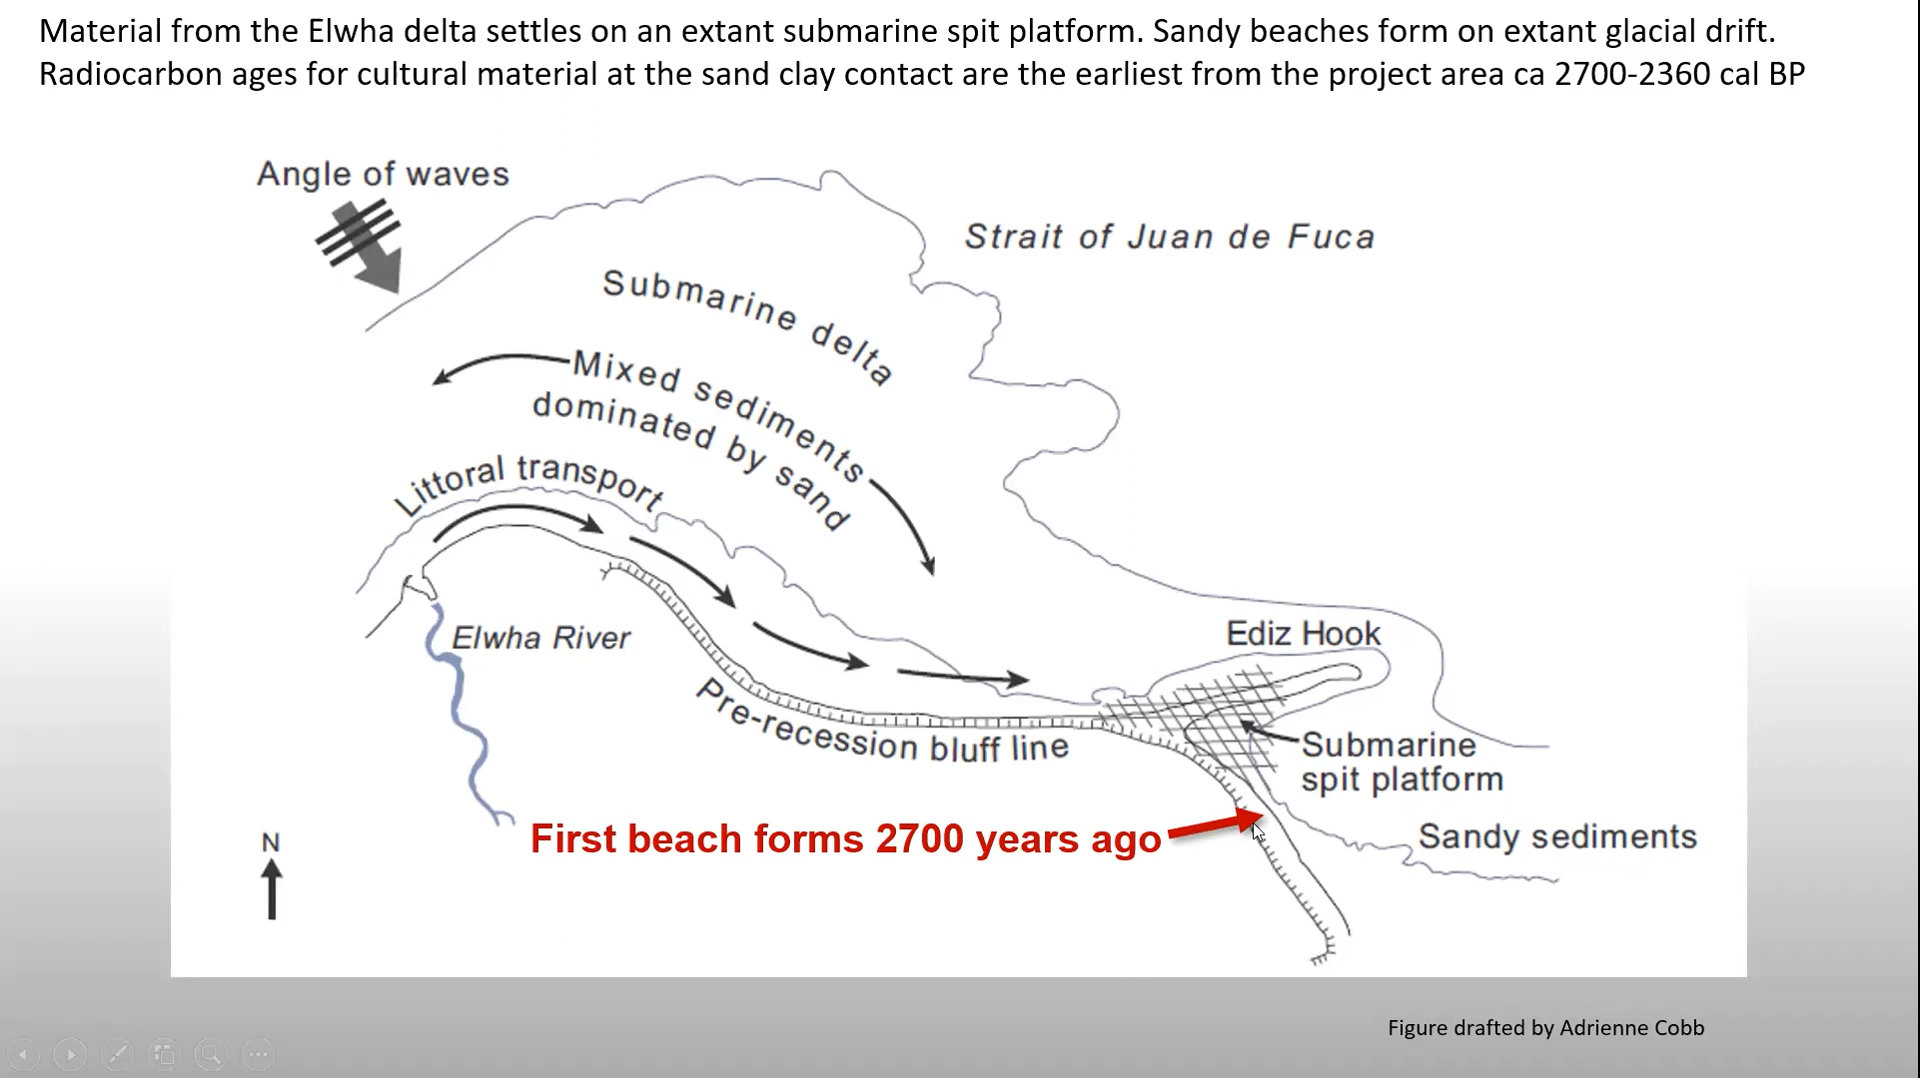 Material from the Elwha delta settles on an extant submarine spit platform. Sandy beaches form on extant glacial drift.
Radiocarbon ages for cultural material at the sand clay contact are the earliest from the project area ca 2700-2360 cal BP
Angle of waves
Strait of Juan de Fuca
Submarine delta
Mixed sediments
dominated by sand
Littoral transport
Elwha River
Ediz Hook
Pre-recession bluff line
Submarine
spit platform
First beach forms 2700 years ago
Sandy sediments
N
Figure drafted by Adrienne Cobb